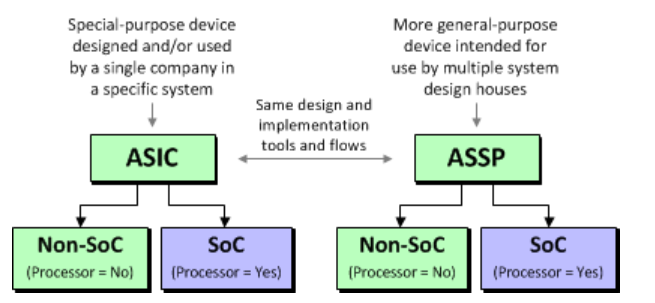 Special-purpose device
designed and/or used
by a single company in
a specific system
More general-purpose
device intended for
use by multiple system
design houses
Same design and
implementation
tools and flows
ASIC
ASSP
Non-SoC
(Processor = No)
SoC
(Processor = Yes)
Non-SoC
(Processor = No)
SoC
(Processor = Yes)